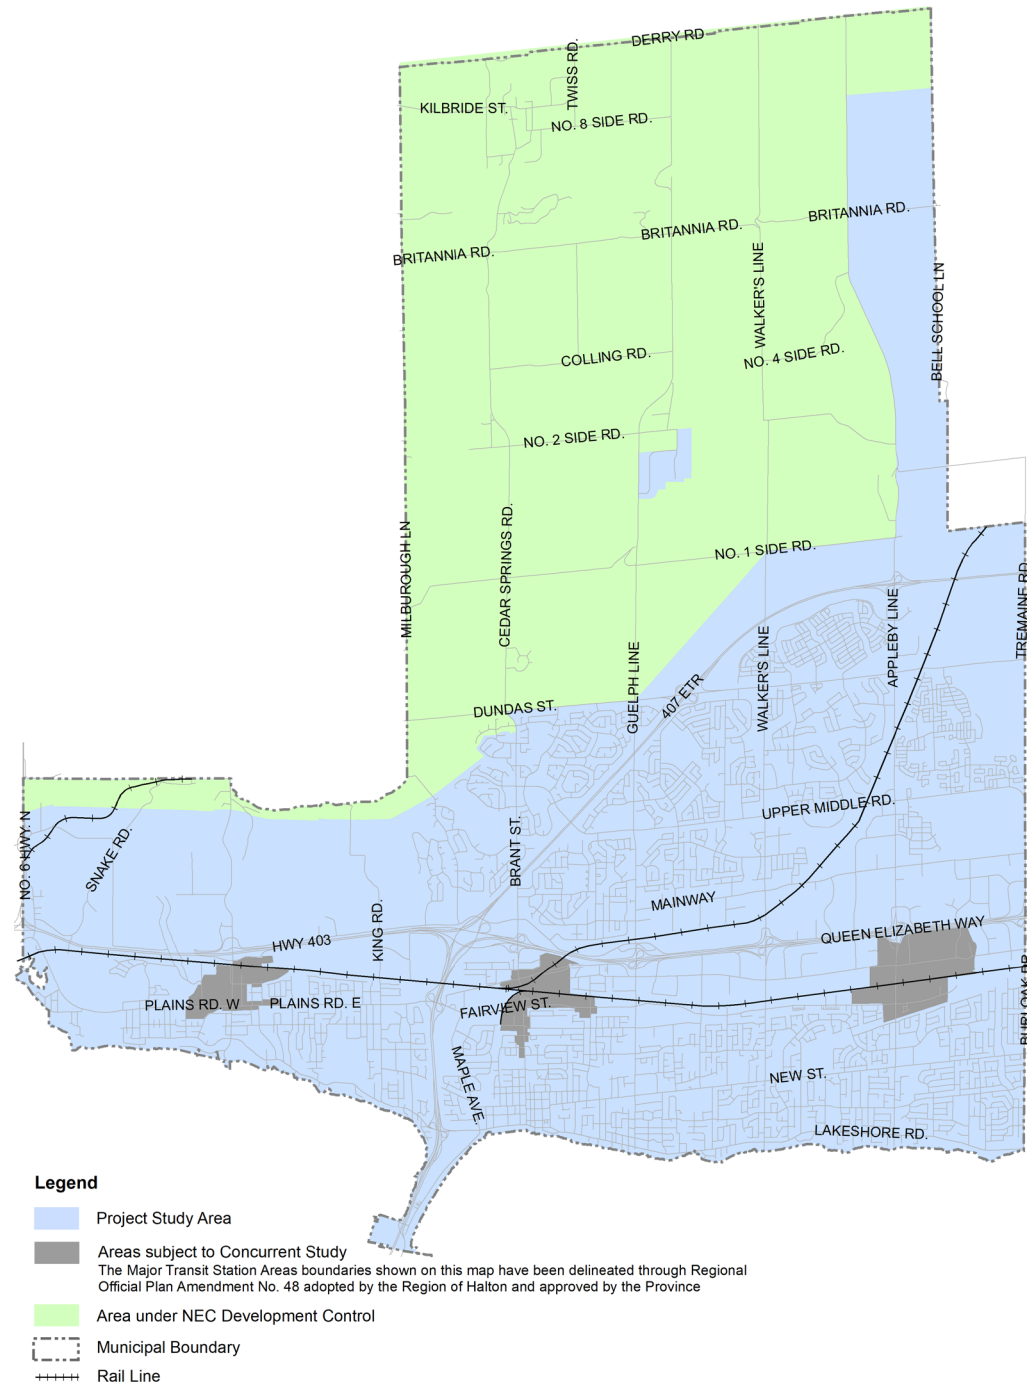 DERRY RD
TWISS RD.
KILBRIDE ST.
NO. 8 SIDE RD.
BRITANNIA RD.
BRITANNIA RD.
BRITANNIA RD.
WALKER'S LINE
BELL SCHOOL LN
COLLING RD.
NO. 4 SIDE RD.
NO. 2 SIDE RD.
MILBOROUGH LN
CEDAR SPRINGS RD.
NO. 1 SIDE RD.
TREMAINE RD.
APPLEBY LINE
WALKER'S LINE
GUELPH LINE
407 ETR
DUNDAS ST.
UPPER MIDDLE RD.
NO. 6 HWY. N
SNAKE RD.
BRANT ST.
MAINWAY
KING RD.
HWY 403
QUEEN ELIZABETH WAY
BURLOAK DR.
PLAINS RD. W
PLAINS RD. E
FAIRVIEW ST.
MAPLE AVE.
NEW ST.
LAKESHORE RD.
Legend
Project Study Area
Areas subject to Concurrent Study
The Major Transit Station Areas boundaries shown on this map have been delineated through Regional
Official Plan Amendment No. 48 adopted by the Region of Halton and approved by the Province
Area under NEC Development Control
Municipal Boundary
Rail Line